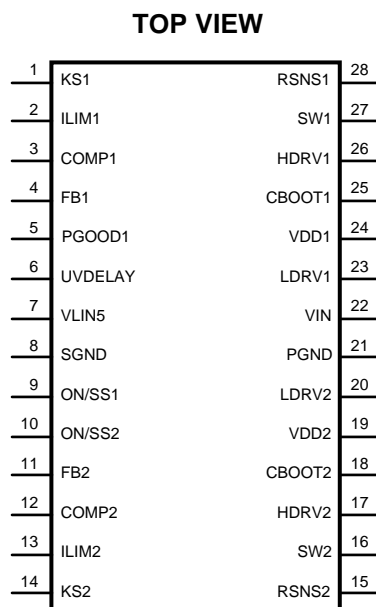 TOP VIEW
1 KS1 RSNS1 28
2 ILIM1 SW1 27
3 COMP1 HDRV1 26
4 FB1 CBOOT1 25
5 PGOOD1 VDD1 24
6 UVDELAY LDRV1 23
7 VLIN5 VIN 22
8 SGND PGND 21
9 ON/SS1 LDRV2 20
10 ON/SS2 VDD2 19
11 FB2 CBOOT2 18
12 COMP2 HDRV2 17
13 ILIM2 SW2 16
14 KS2 RSNS2 15